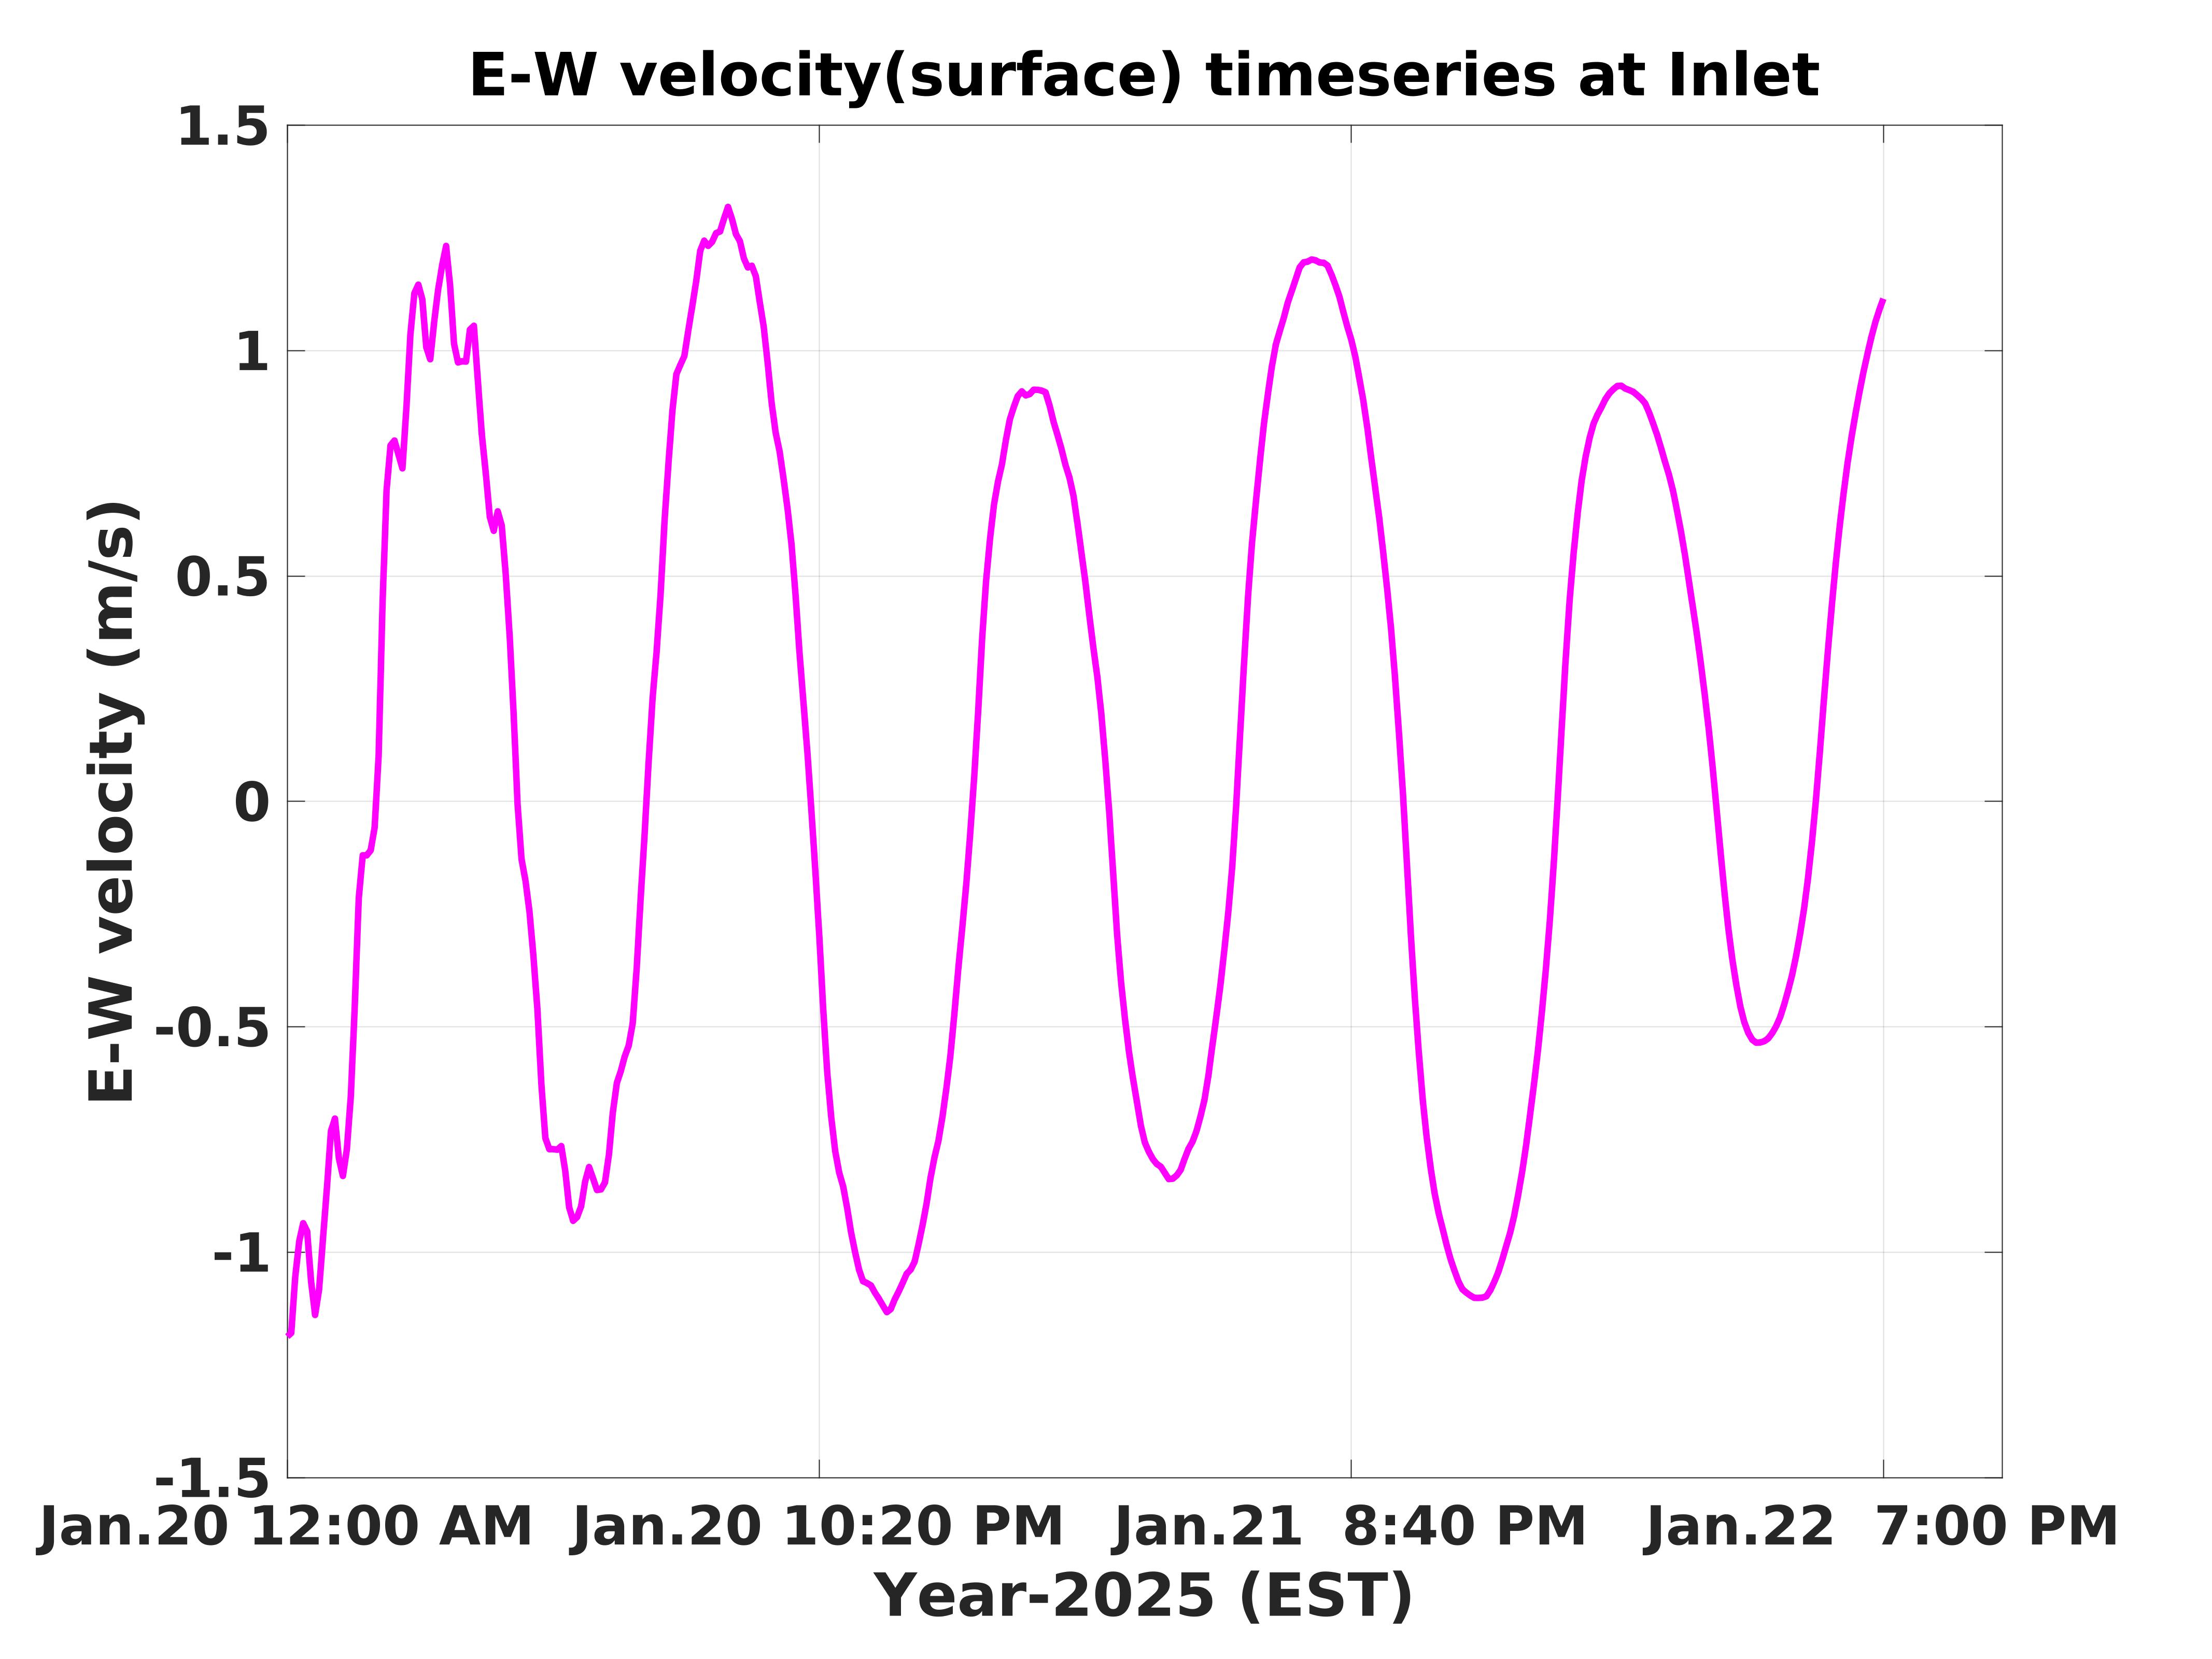 E-W velocity(surface) timeseries at Inlet
1.5
1
0.5
0
-0.5
-1
-1.5
E-W velocity (m/s)
Jan.20 12:00 AM Jan.20 10:20 PM Jan.21 8:40 PM Jan.22 7:00 PM
Year-2025 (EST)